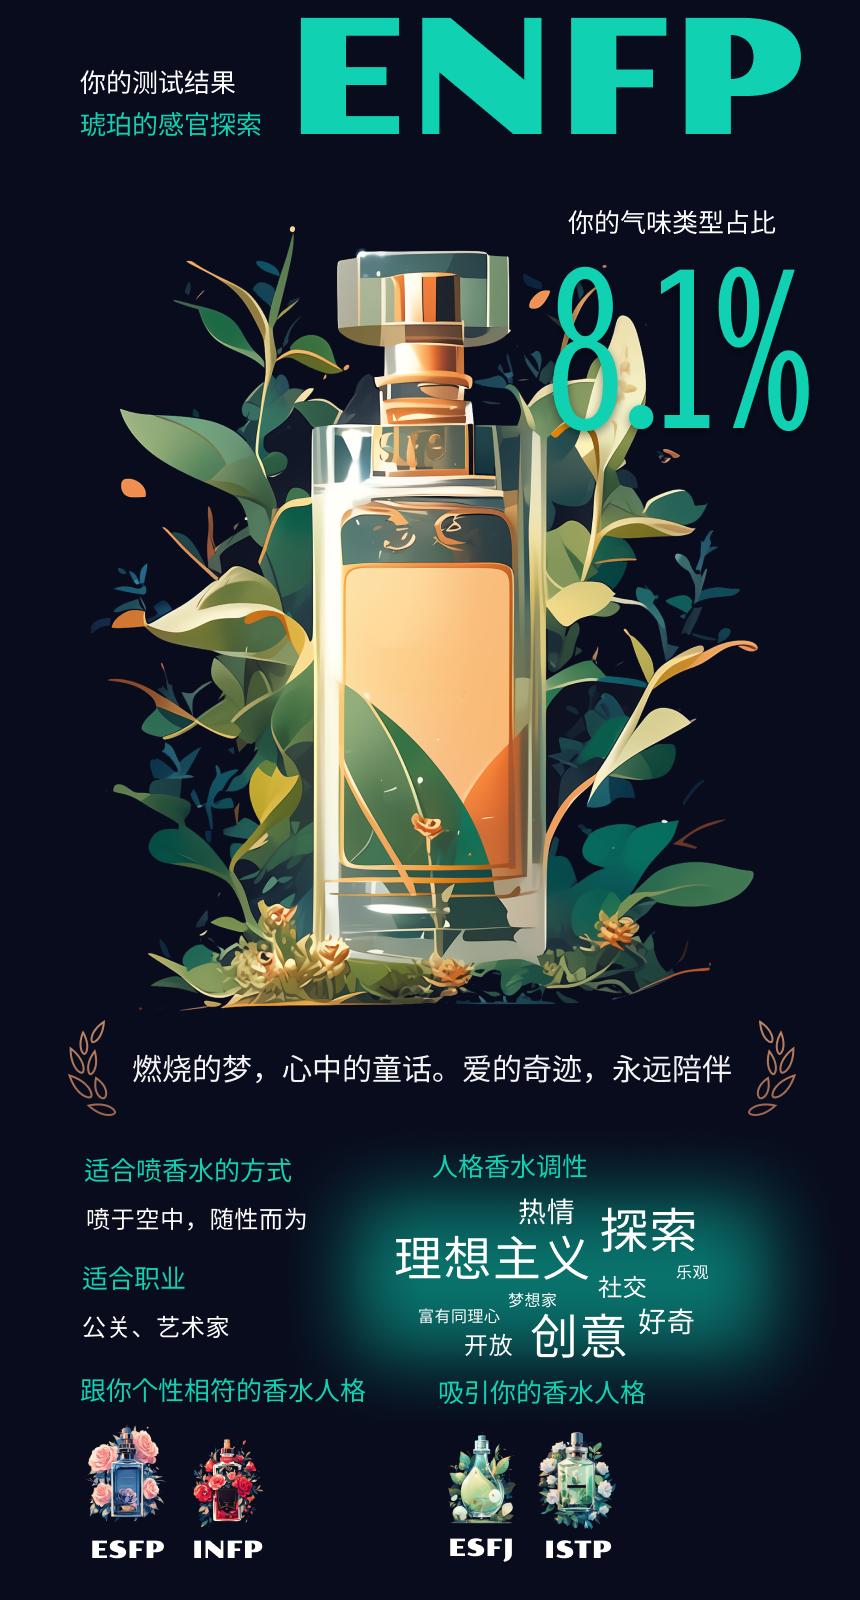 ENFP
你的测试结果
琥珀的感官探索
你的气味类型占比
8.1%
燃烧的梦，心中的童话。爱的奇迹，永远陪伴
适合喷香水的方式
喷于空中，随性而为
适合职业
公关、艺术家
人格香水调性
热情
探索
理想主义
乐观
社交
梦想家
富有同理心
创意
好奇
开放
跟你个性相符的香水人格
ESFP
INFP
吸引你的香水人格
ESFJ
ISTP